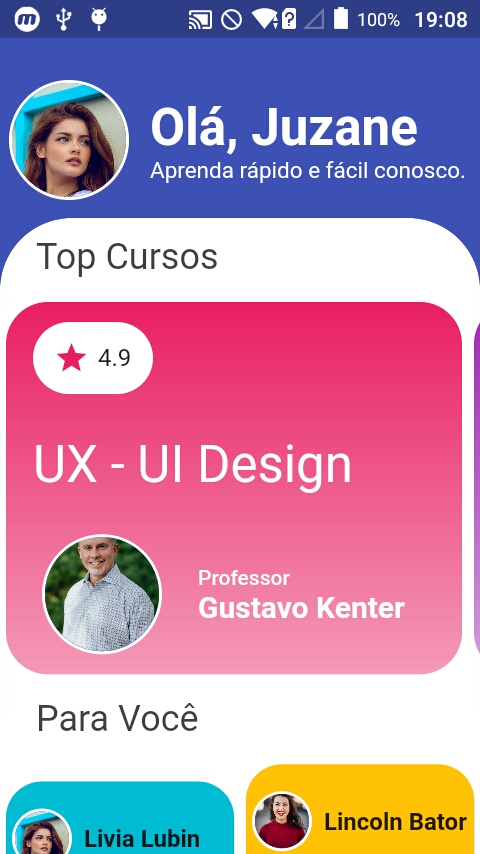 100% 19:08
Olá, Juzane
Aprenda rápido e fácil conosco.
Top Cursos
4.9
UX - UI Design
Professor
Gustavo Kenter
Para Você
Lincoln Bator
Livia Lubin